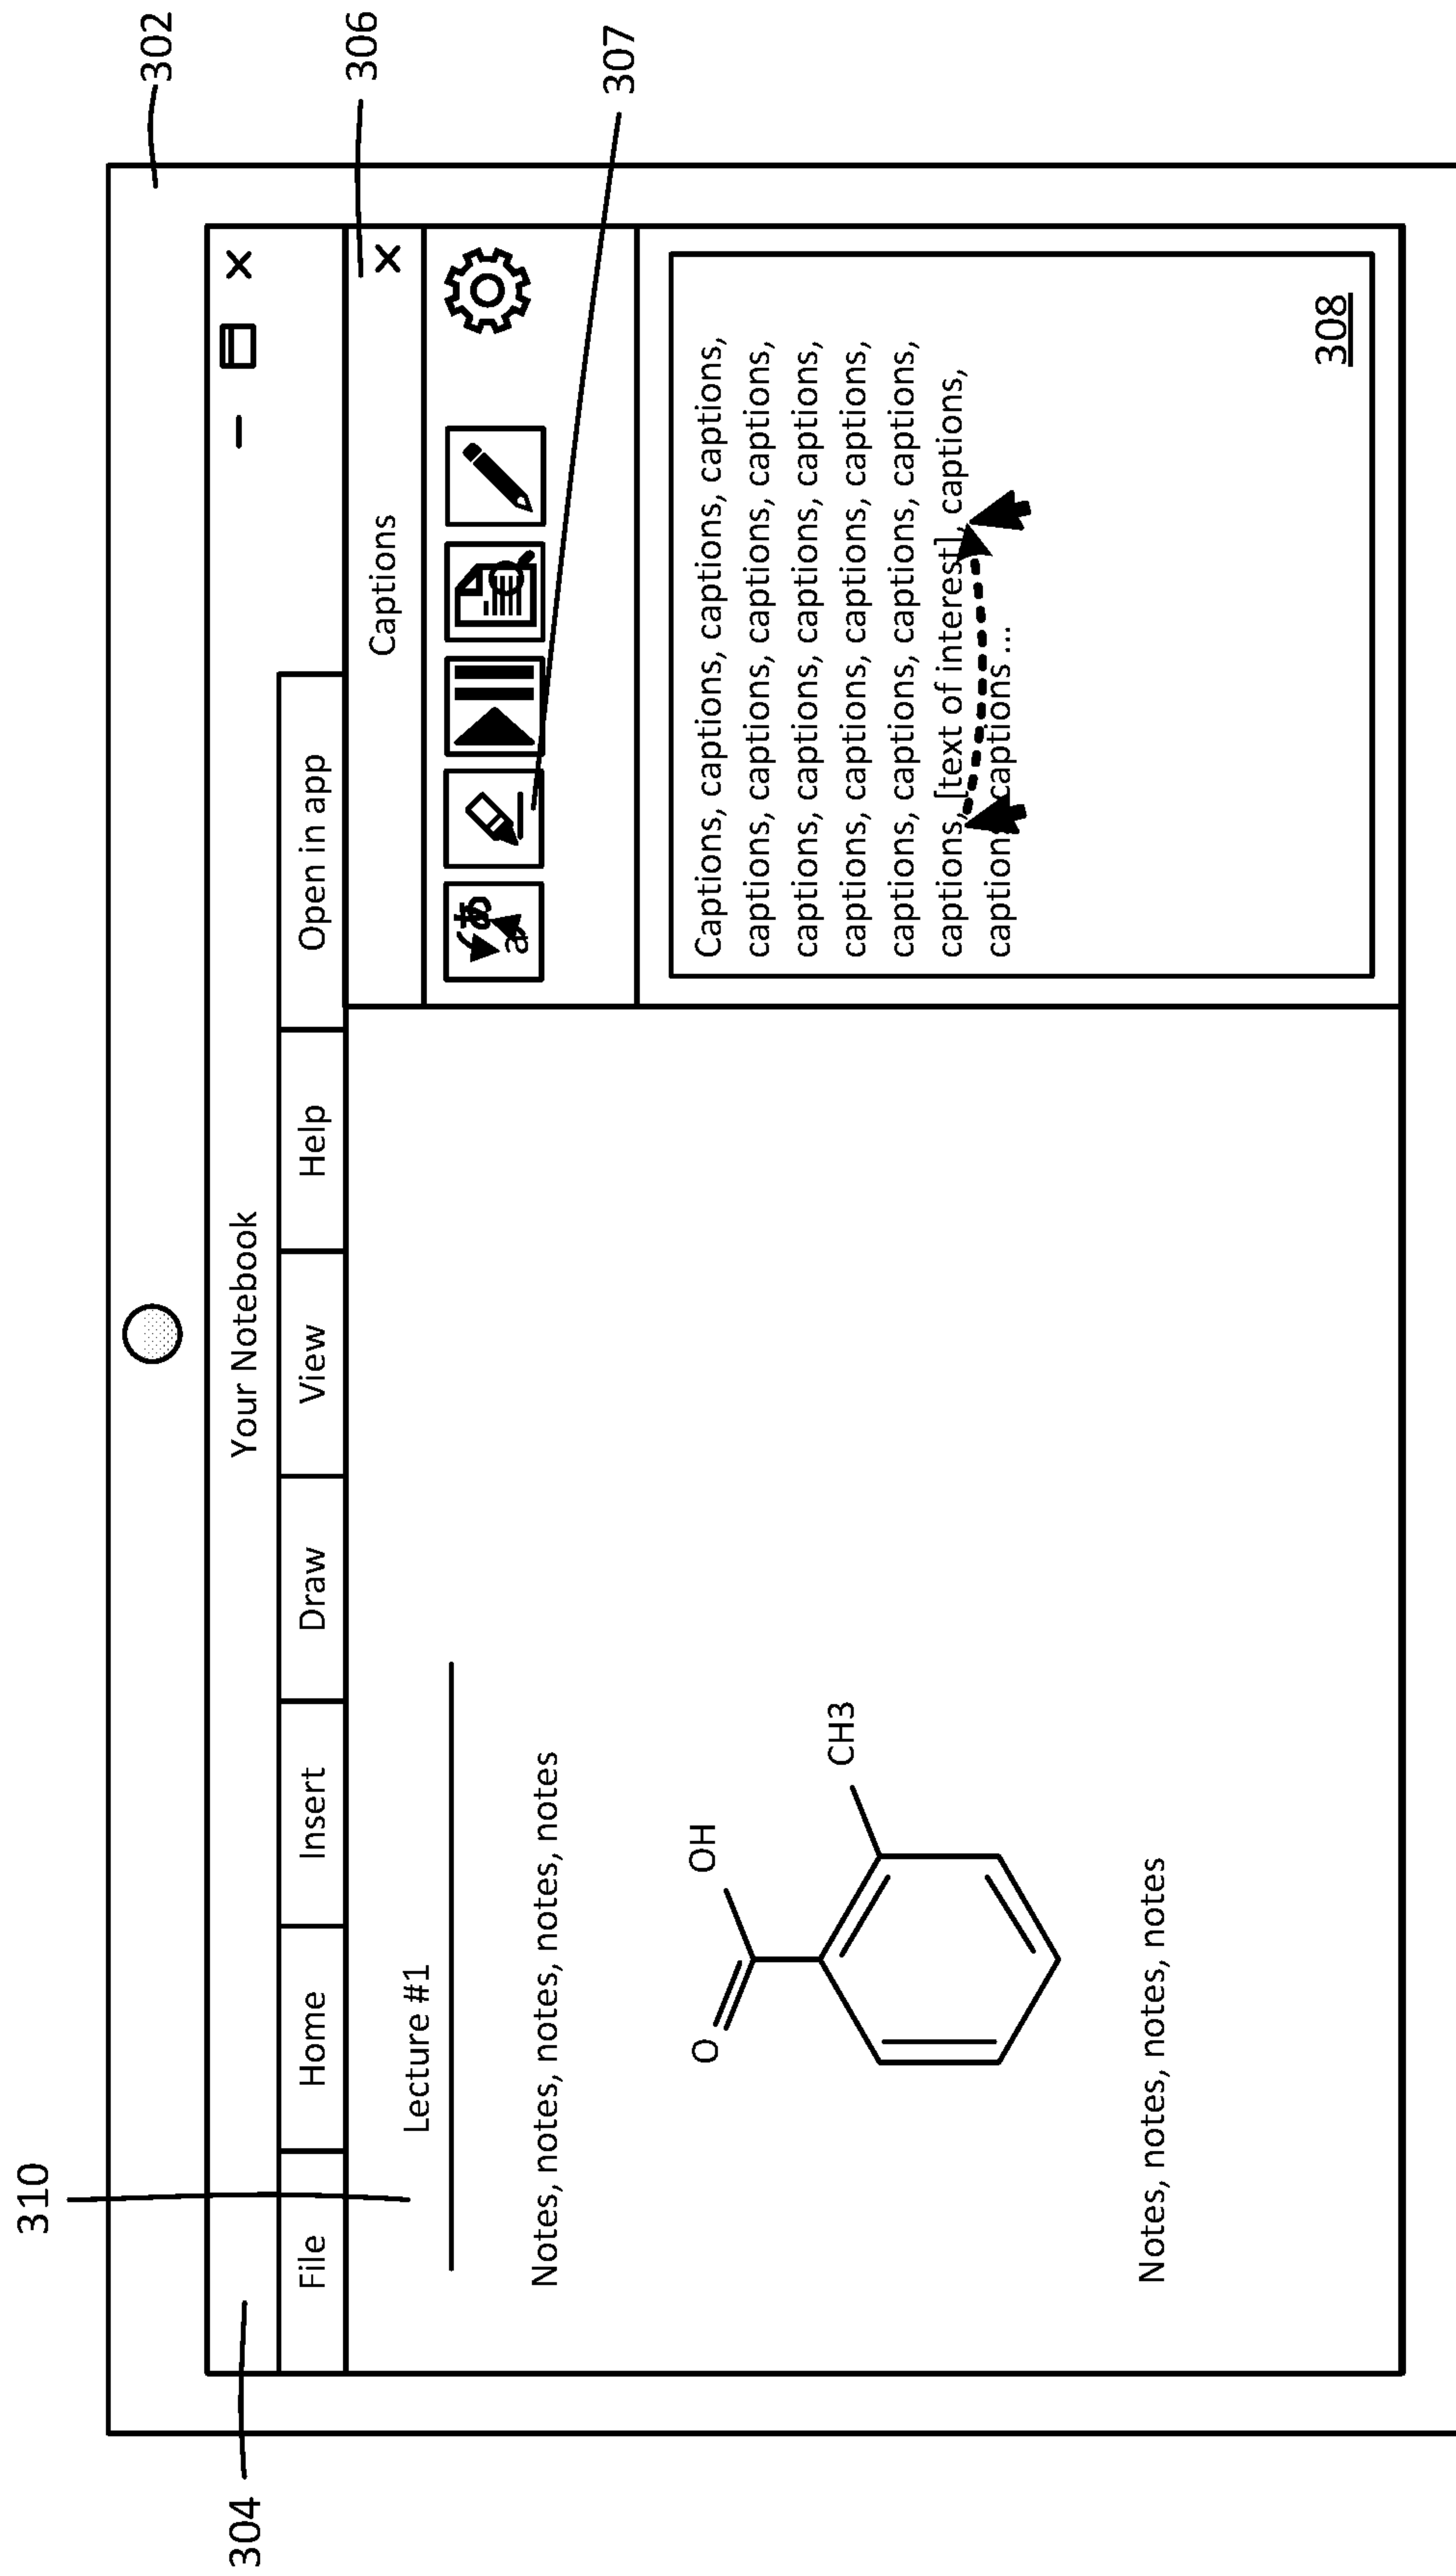 310
302
304
Your Notebook
306
File Home Insert Draw View Help Open in app
Captions
307
Lecture #1
Notes, notes, notes, notes, notes
O
OH
CH3
Notes, notes, notes, notes
a
Captions, captions, captions, captions,
captions, captions, captions, captions,
captions, captions, captions, captions,
captions, captions, captions, captions,
captions, captions, captions, captions,
captions, [text of interest], captions,
caption captions ...
308